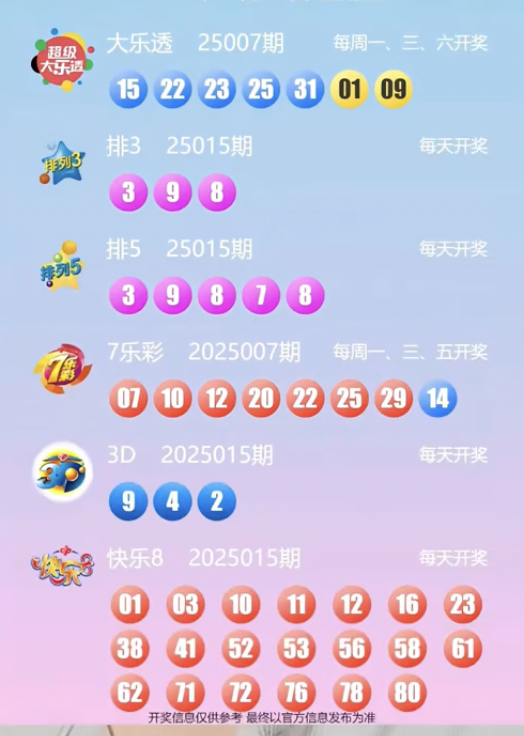 超级
大乐透
大乐透 25007期 每周一、三、六开奖
15 22 23 25 31 01 09
排列3
排3 25015期 每天开奖
3 9 8
排列5
排5 25015期 每天开奖
3 9 8 7 8
7乐彩
7乐彩 2025007期 每周一、三、五开奖
07 10 12 20 22 25 29 14
3D
3D 2025015期 每天开奖
9 4 2
快乐8
快乐8 2025015期 每天开奖
01 03 10 11 12 16 23
38 41 52 53 56 58 61
62 71 72 76 78 80
开奖信息仅供参考 最终以官方信息发布为准